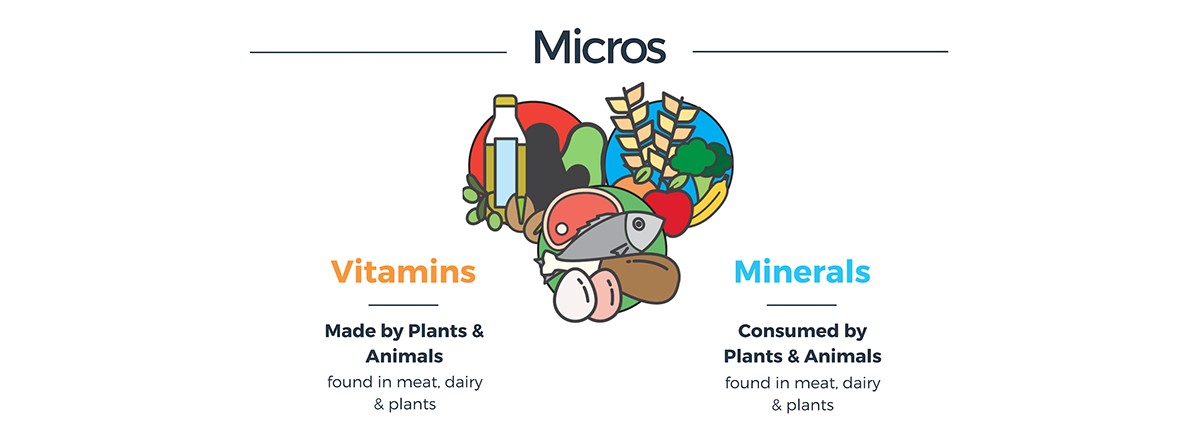 Micros
Vitamins
Made by Plants &
Animals
found in meat, dairy
& plants
Minerals
Consumed by
Plants & Animals
found in meat, dairy
& plants